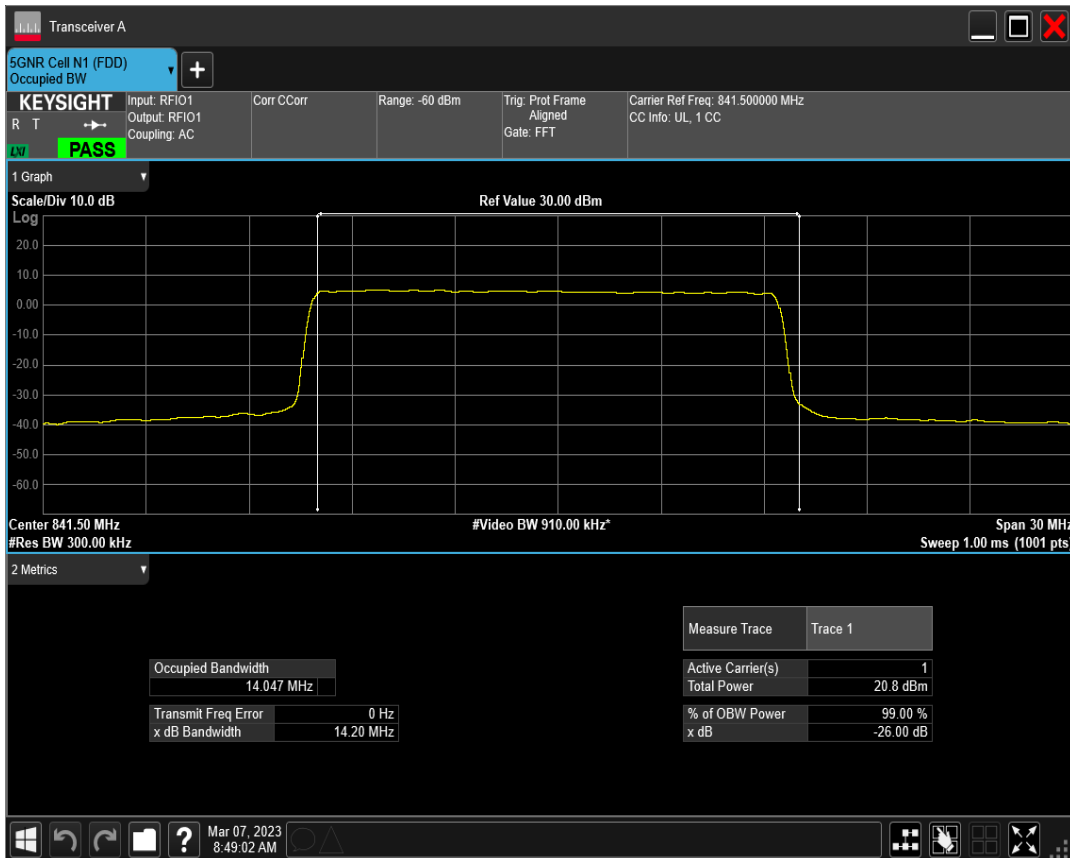 Transceiver A
5GNR Cell N1 (FDD)
Occupied BW
+
KEYSIGHT
R T
LXI
PASS
Input: RFIO1
Output: RFIO1
Coupling: AC
Corr CCorr
Range: -60 dBm
Trig: Prot Frame
Aligned
Gate: FFT
Carrier Ref Freq: 841.500000 MHz
CC Info: UL, 1 CC
1 Graph
Scale/Div 10.0 dB
Ref Value 30.00 dBm
Log
20.0
10.0
0.00
-10.0
-20.0
-30.0
-40.0
-50.0
-60.0
Center 841.50 MHz
#Video BW 910.00 kHz*
Span 30 MHz
#Res BW 300.00 kHz
Sweep 1.00 ms (1001 pts)
2 Metrics
Measure Trace Trace 1
Occupied Bandwidth
14.047 MHz
Active Carrier(s) 1
Total Power 20.8 dBm
Transmit Freq Error 0 Hz
x dB Bandwidth 14.20 MHz
% of OBW Power 99.00 %
x dB -26.00 dB
?
Mar 07, 2023
8:49:02 AM